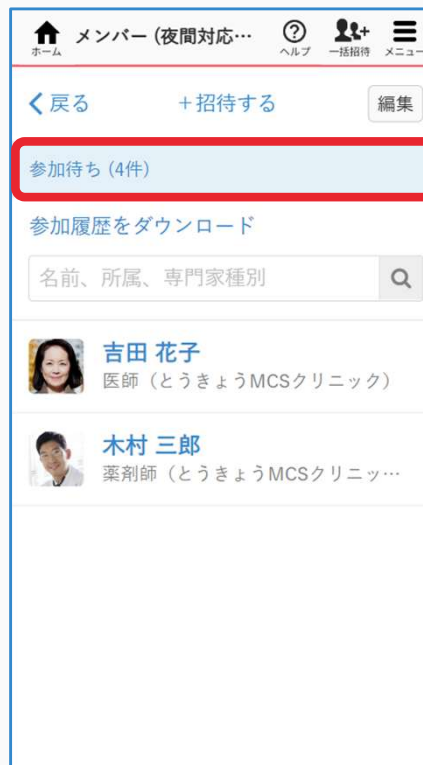 メンバー (夜間対応…
ホーム
ヘルプ
一括招待
メニュー
戻る
+招待する
編集
参加待ち (4件)
参加履歴をダウンロード
名前、所属、専門家種別
吉田 花子
医師（とうきょうMCSクリニック）
木村 三郎
薬剤師（とうきょうMCSクリニッ…